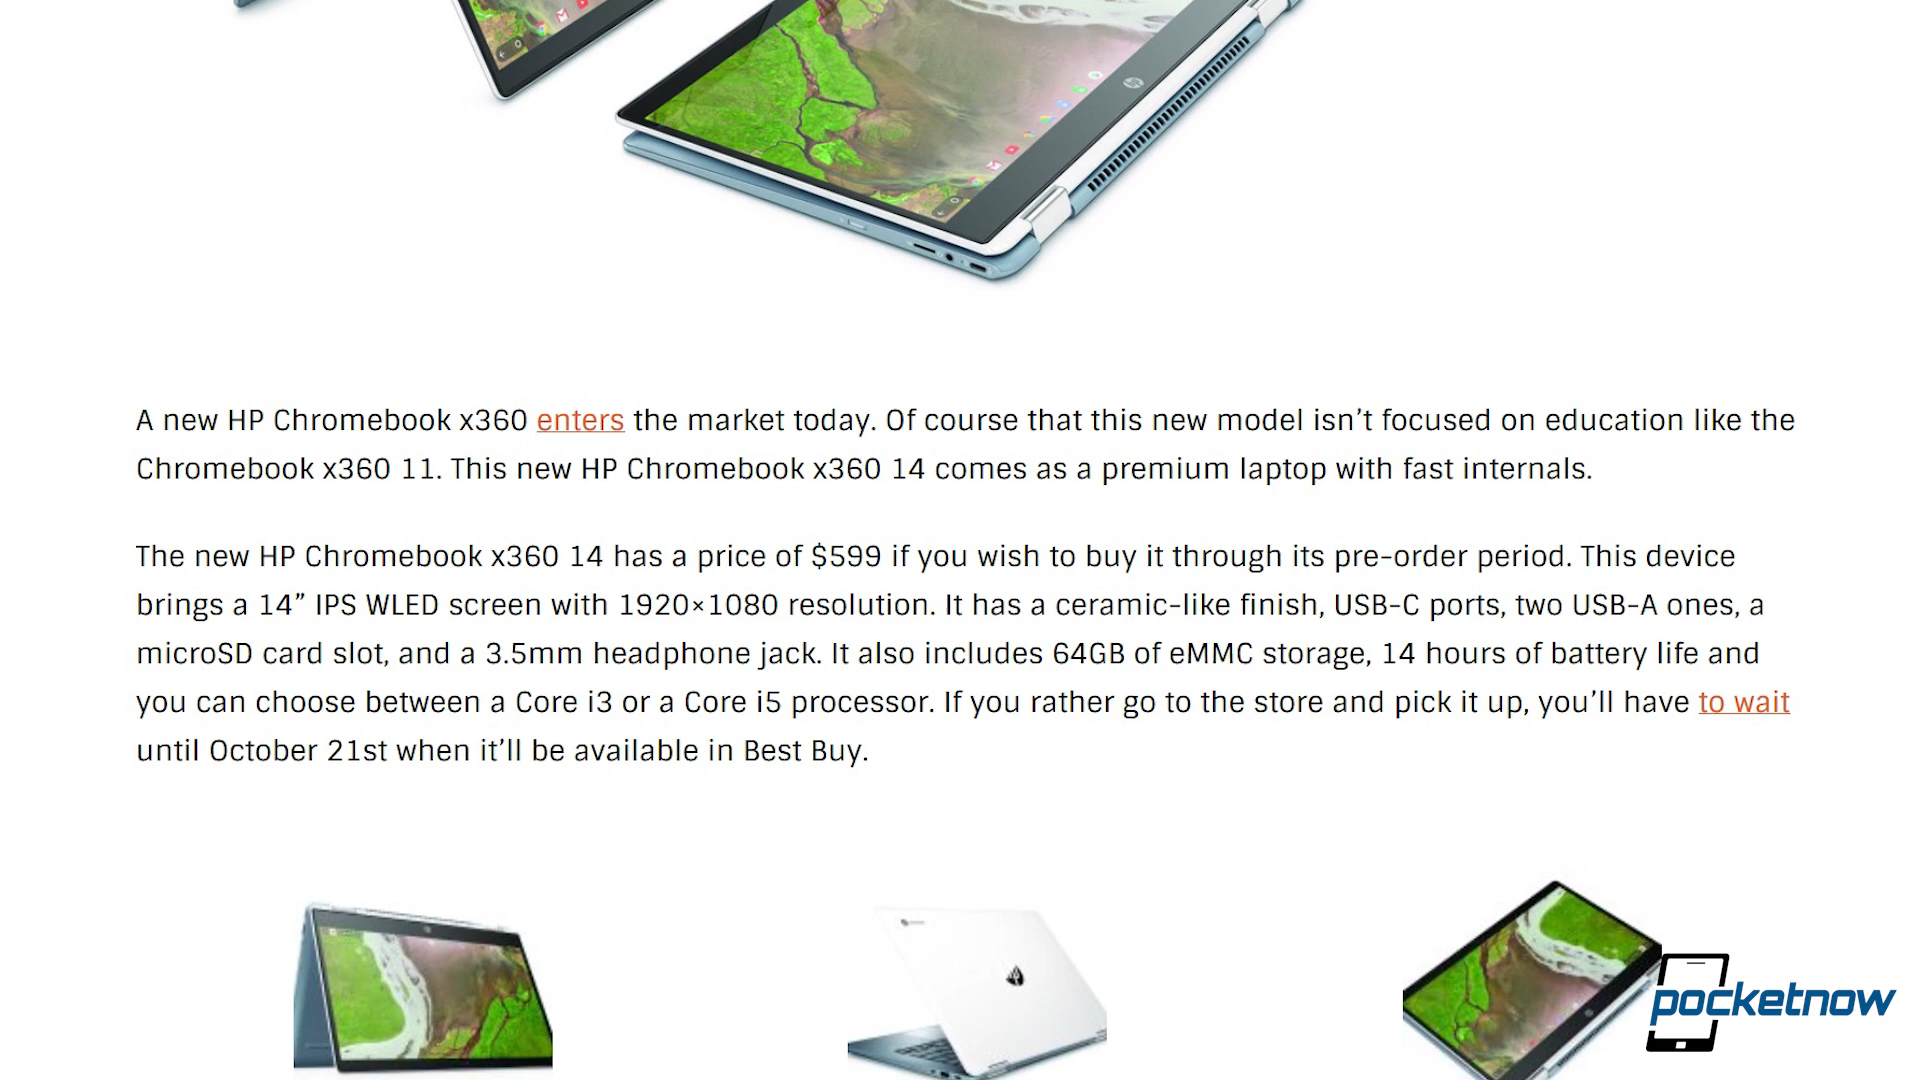 A new HP Chromebook x360 enters the market today. Of course that this new model isn’t focused on education like the
Chromebook x360 11. This new HP Chromebook x360 14 comes as a premium laptop with fast internals.
The new HP Chromebook x360 14 has a price of $599 if you wish to buy it through its pre-order period. This device
brings a 14” IPS WLED screen with 1920×1080 resolution. It has a ceramic-like finish, USB-C ports, two USB-A ones, a
microSD card slot, and a 3.5mm headphone jack. It also includes 64GB of eMMC storage, 14 hours of battery life and
you can choose between a Core i3 or a Core i5 processor. If you rather go to the store and pick it up, you’ll have to wait
until October 21st when it’ll be available in Best Buy.
pocketnow